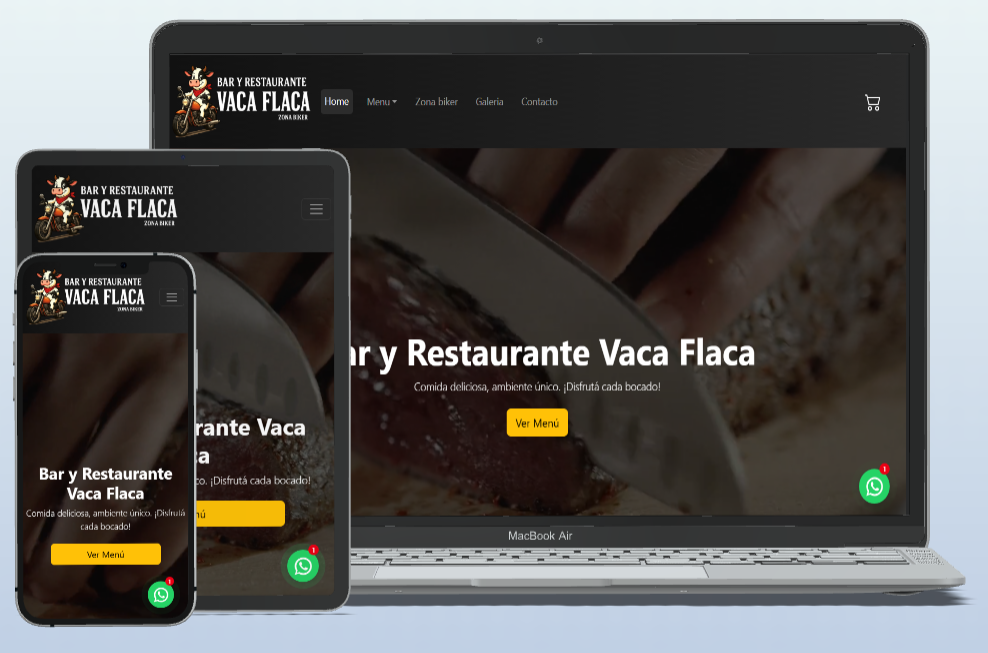 BAR Y RESTAURANTE
VACA FLACA
ZONA BIKER
Home
Menu
Zona biker
Galeria
Contacto
ar y Restaurante Vaca Flaca
Comida deliciosa, ambiente único. ¡Disfrutá cada bocado!
Ver Menú
1
MacBook Air
BAR Y RESTAURANTE
VACA FLACA
ZONA BIKER
rante Vaca
ca
co. ¡Disfrutá cada bocado!
nú
1
BAR Y RESTAURANTE
VACA FLACA
ZONA BIKER
Bar y Restaurante
Vaca Flaca
Comida deliciosa, ambiente único. ¡Disfrutá
cada bocado!
Ver Menú
1